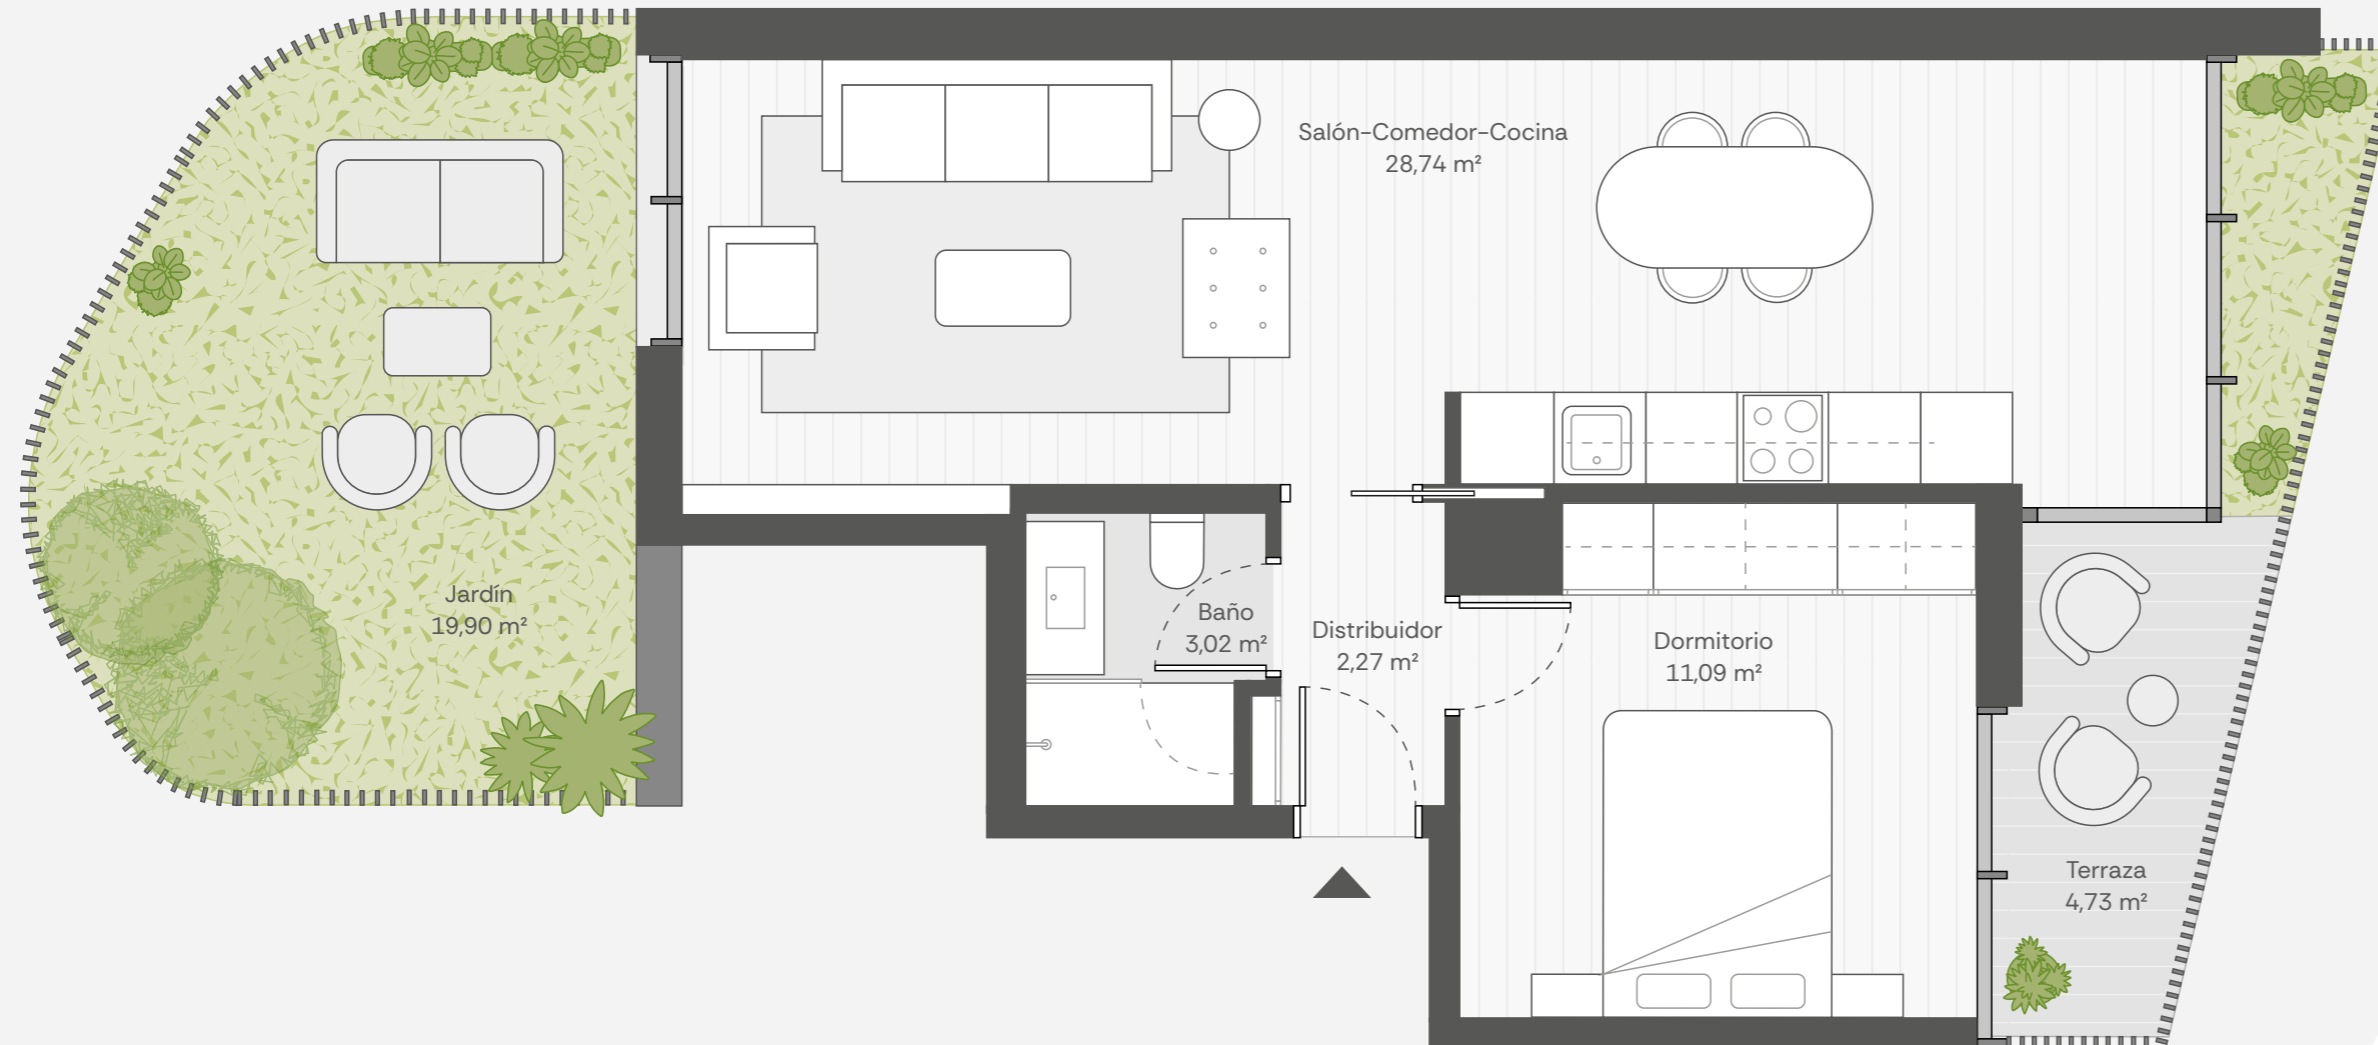 Salón-Comedor-Cocina
28,74 m²
Jardín
19,90 m²
Baño
3,02 m²
Distribuidor
2,27 m²
Dormitorio
11,09 m²
Terraza
4,73 m²